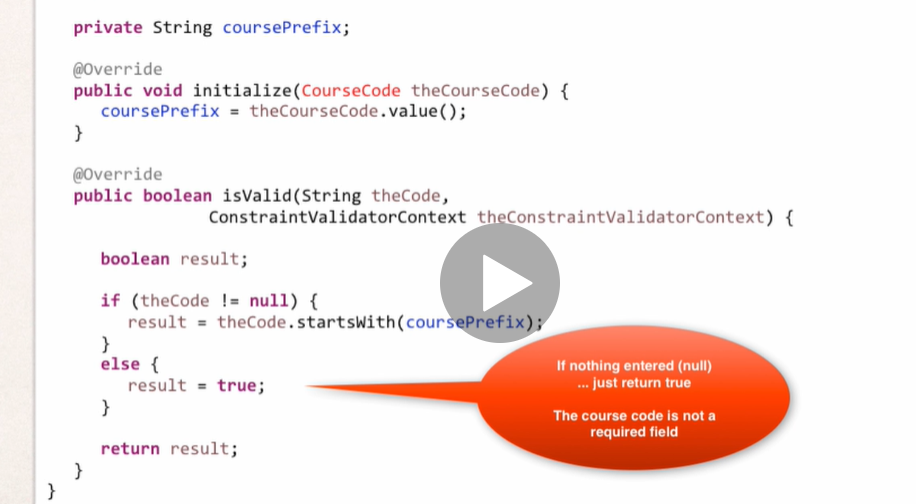 private String coursePrefix;
@Override
public void initialize(CourseCode theCourseCode) {
coursePrefix = theCourseCode.value();
}
@Override
public boolean isValid(String theCode,
ConstraintValidatorContext theConstraintValidatorContext) {
boolean result;
if (theCode != null) {
result = theCode.startsWith(coursePrefix);
}
else {
result = true;
}
return result;
}
}
If nothing entered (null)
... just return true
The course code is not a
required field